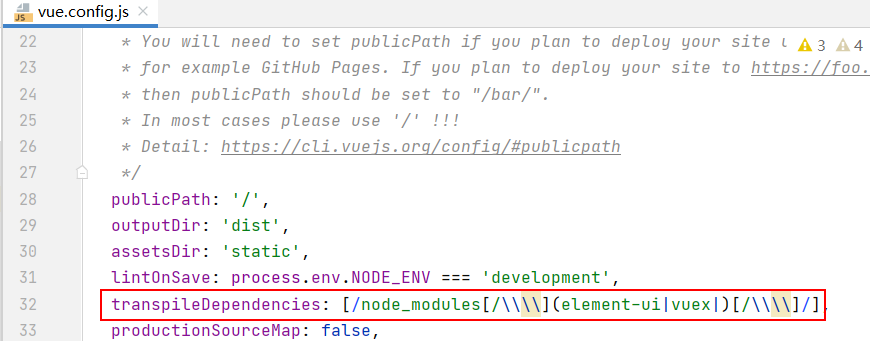 JS vue.config.js ×
22 * You will need to set publicPath if you plan to deploy your site u 3 4
23 * for example GitHub Pages. If you plan to deploy your site to https://foo.
24 * then publicPath should be set to "/bar/".
25 * In most cases please use '/' !!!
26 * Detail: https://cli.vuejs.org/config/#publicpath
27 */
28 publicPath: '/',
29 outputDir: 'dist',
30 assetsDir: 'static',
31 lintOnSave: process.env.NODE_ENV === 'development',
32 transpileDependencies: [/node_modules[/\\\\](element-ui|vuex|)[/\\\\]/],
33 productionSourceMap: false,